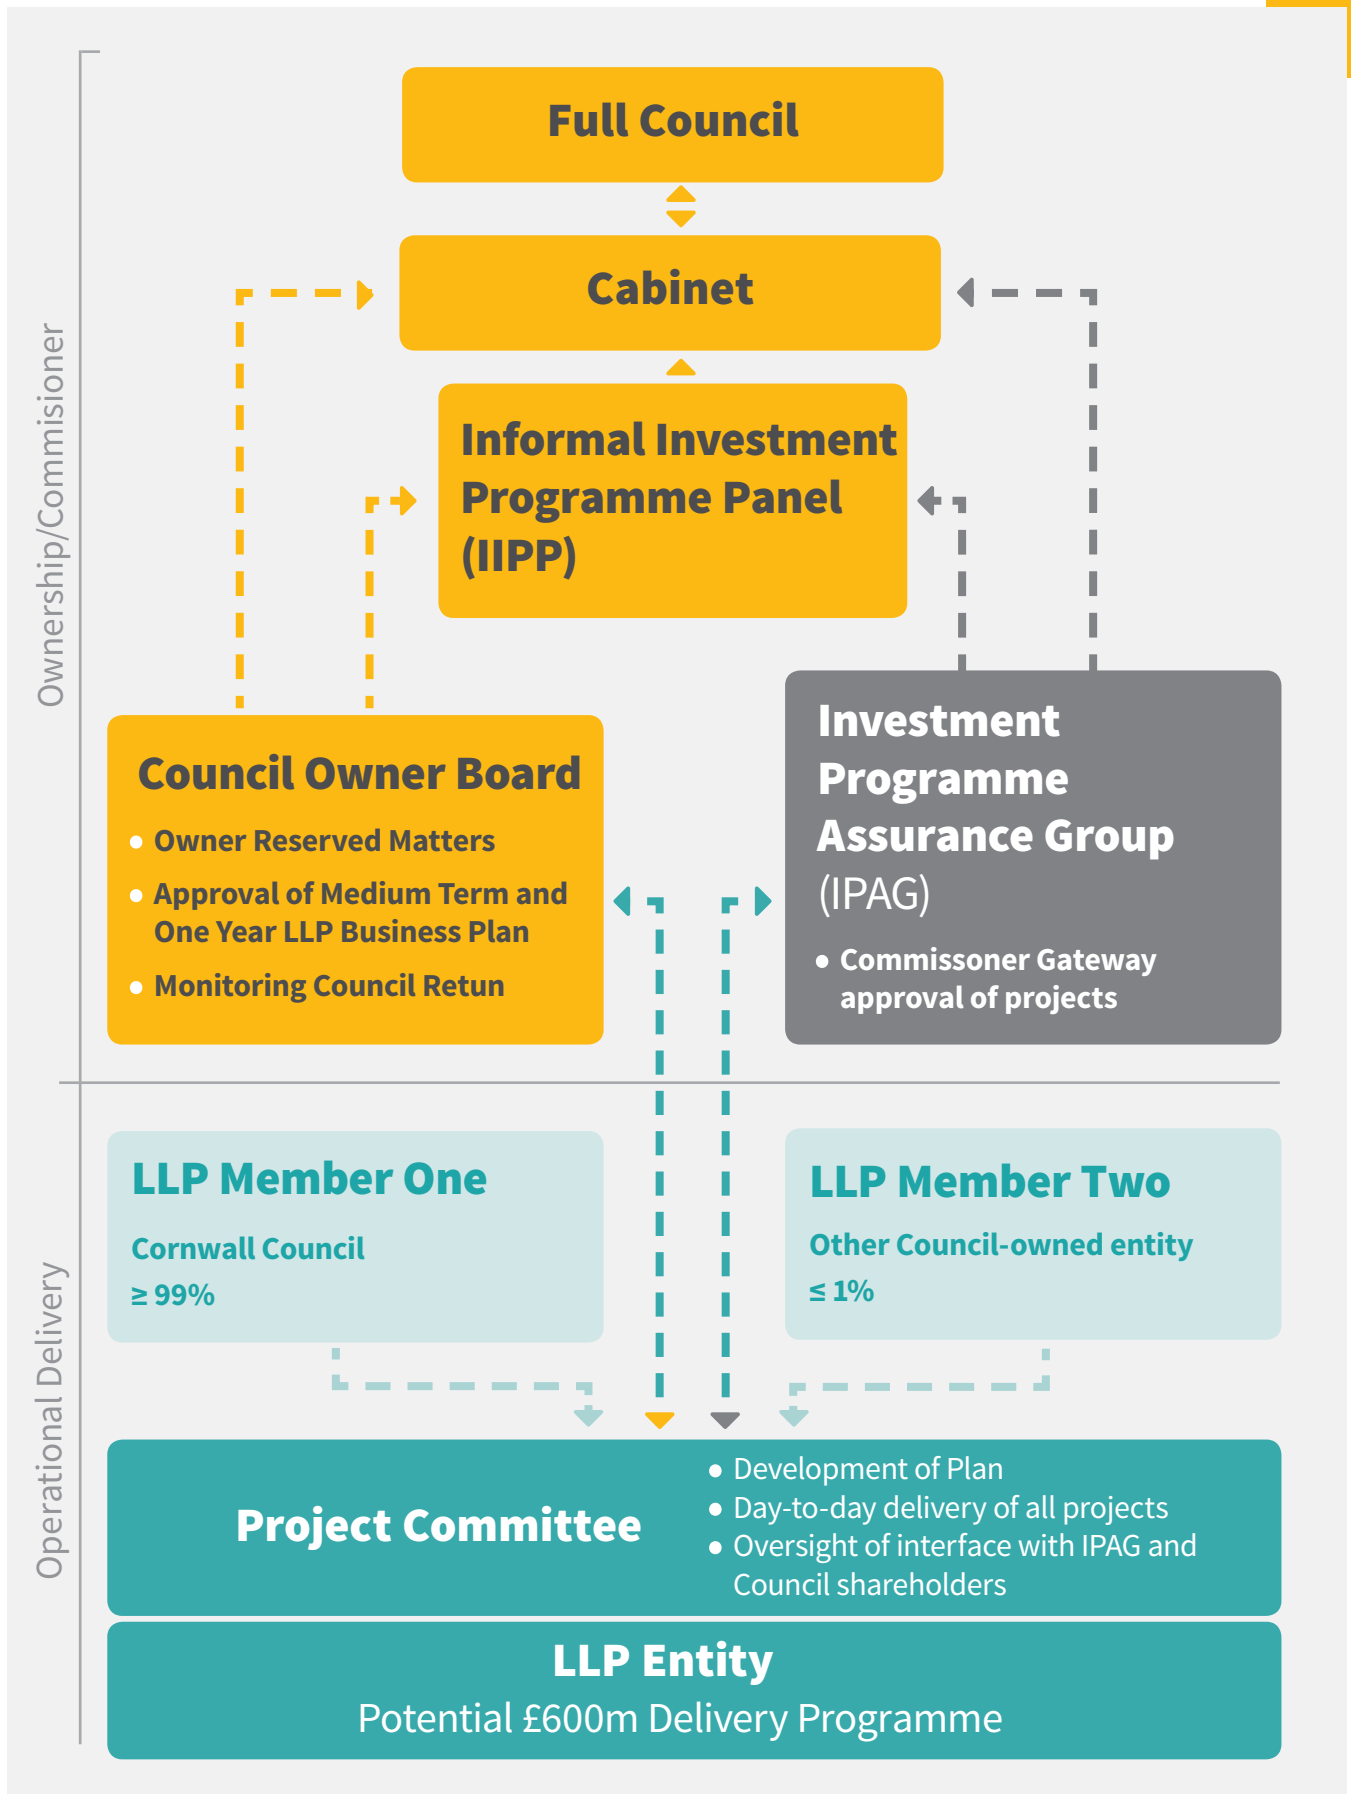 Full Council
Cabinet
Ownership/Commisioner
Informal Investment
Programme Panel
(IIPP)
Council Owner Board
Owner Reserved Matters
Approval of Medium Term and
One Year LLP Business Plan
Monitoring Council Retun
Investment
Programme
Assurance Group
(IPAG)
Commissoner Gateway
approval of projects
Operational Delivery
LLP Member One
Cornwall Council
≥ 99%
LLP Member Two
Other Council-owned entity
≤ 1%
Project Committee
Development of Plan
Day-to-day delivery of all projects
Oversight of interface with IPAG and
Council shareholders
LLP Entity
Potential £600m Delivery Programme